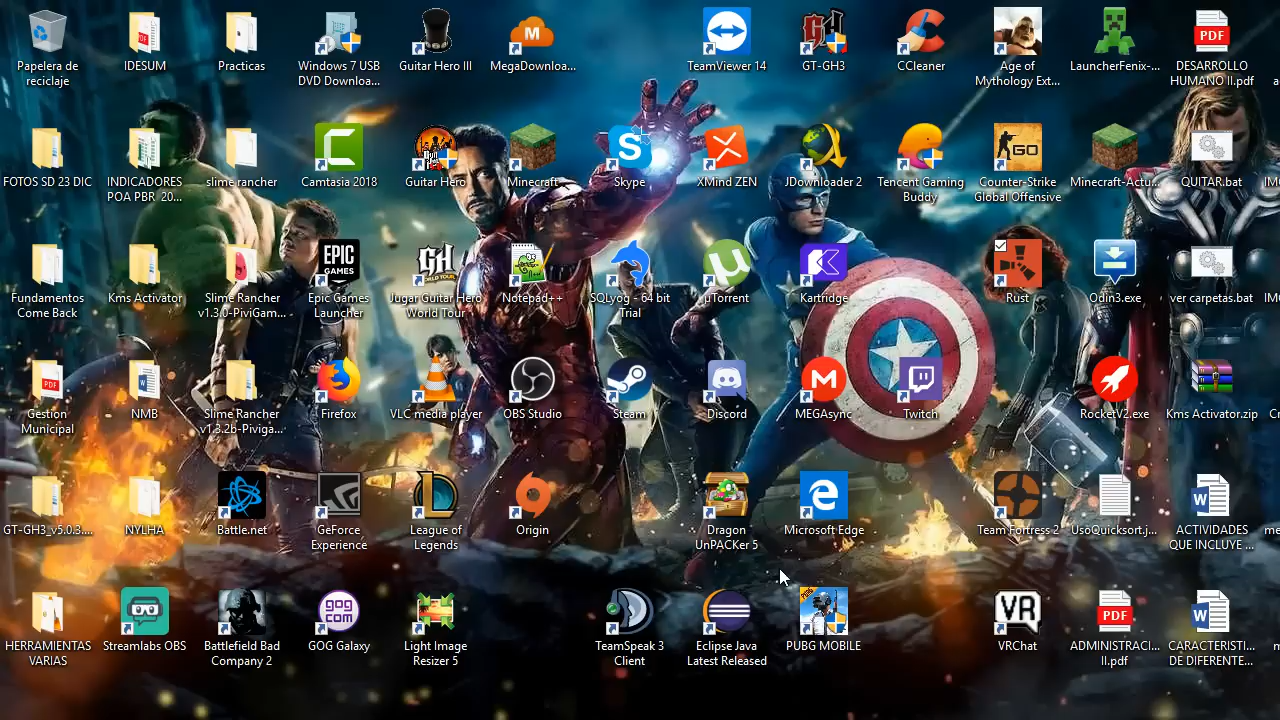 Papelera de
reciclaje
IDESUM
Practicas
Windows 7 USB
DVD Downloa...
Guitar Hero III
MegaDownloa...
TeamViewer 14
GT-GH3
CCleaner
Age of
Mythology Ext...
LauncherFenix-...
DESARROLLO
HUMANO II.pdf
FOTOS SD 23 DIC
INDICADORES
POA PBR 20...
slime rancher
Camtasia 2018
Guitar Hero
Minecraft
Skype
XMind ZEN
JDownloader 2
Tencent Gaming
Buddy
Counter-Strike
Global Offensive
Minecraft-Actu...
QUITAR.bat
Fundamentos
Come Back
Kms Activator
Slime Rancher
v1.3.0-PiviGam...
Epic Games
Launcher
Jugar Guitar Hero
World Tour
Notepad++
SQLyog - 64 bit
Trial
µTorrent
Kartridge
Rust
Odin3.exe
ver carpetas.bat
Gestion
Municipal
NMB
Slime Rancher
v1.3.2b-Piviga...
Firefox
VLC media player
OBS Studio
Steam
Discord
MEGAsync
Twitch
RocketV2.exe
Kms Activator.zip
GT-GH3_v5.0.3....
NYLHA
Battle.net
GeForce
Experience
League of
Legends
Origin
Dragon
UnPACKer 5
Microsoft Edge
Team Fortress 2
UsoQuicksort.j...
ACTIVIDADES
QUE INCLUYE ...
HERRAMIENTAS
VARIAS
Streamlabs OBS
Battlefield Bad
Company 2
GOG Galaxy
Light Image
Resizer 5
TeamSpeak 3
Client
Eclipse Java
Latest Released
PUBG MOBILE
VRChat
ADMINISTRACI...
II.pdf
CARACTERISTI...
DE DIFERENTE...